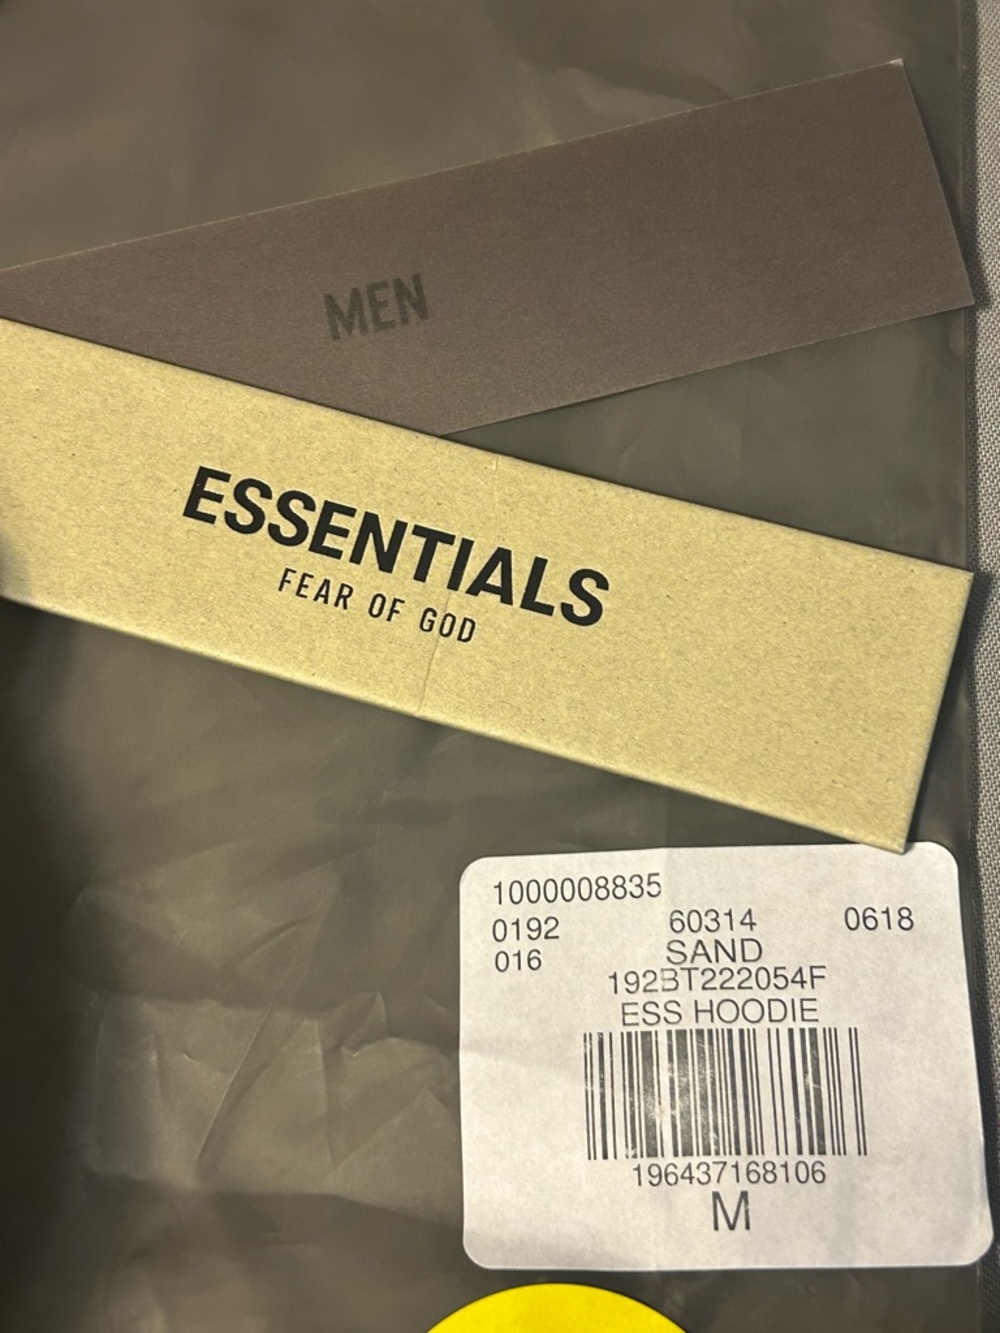 MEN
ESSENTIALS
FEAR OF GOD
1000008835
0192 60314 0618
016 SAND
192BT222054F
ESS HOODIE
196437168106
M